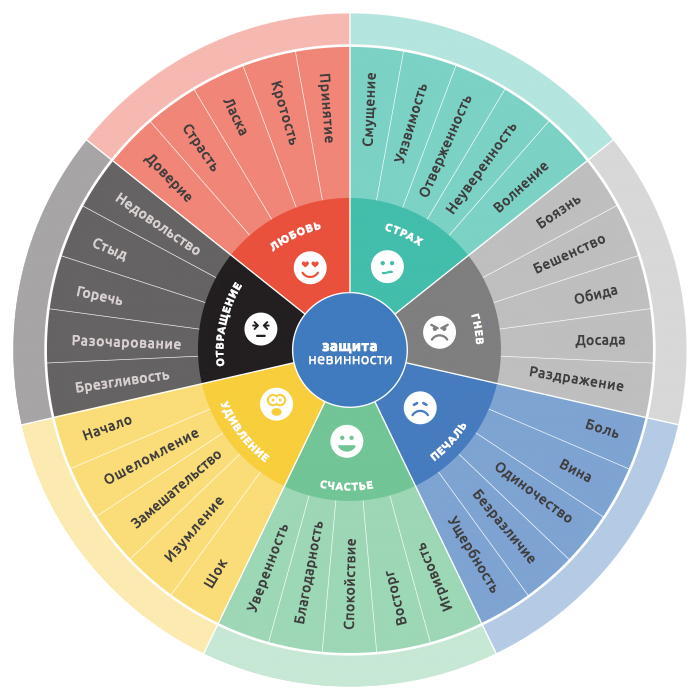 защита
невинности
СТРАХ
Смущение
Уязвимость
Отверженность
Неуверенность
Волнение
ГНЕВ
Боязнь
Бешенство
Обида
Досада
Раздражение
ПЕЧАЛЬ
Боль
Вина
Одиночество
Безразличие
Ущербность
СЧАСТЬЕ
Игривость
Восторг
Спокойствие
Благодарность
Уверенность
УДИВЛЕНИЕ
Шок
Изумление
Замешательство
Ошеломление
Начало
ОТВРАЩЕНИЕ
Брезгливость
Разочарование
Горечь
Стыд
Недовольство
ЛЮБОВЬ
Доверие
Страсть
Ласка
Кротость
Принятие